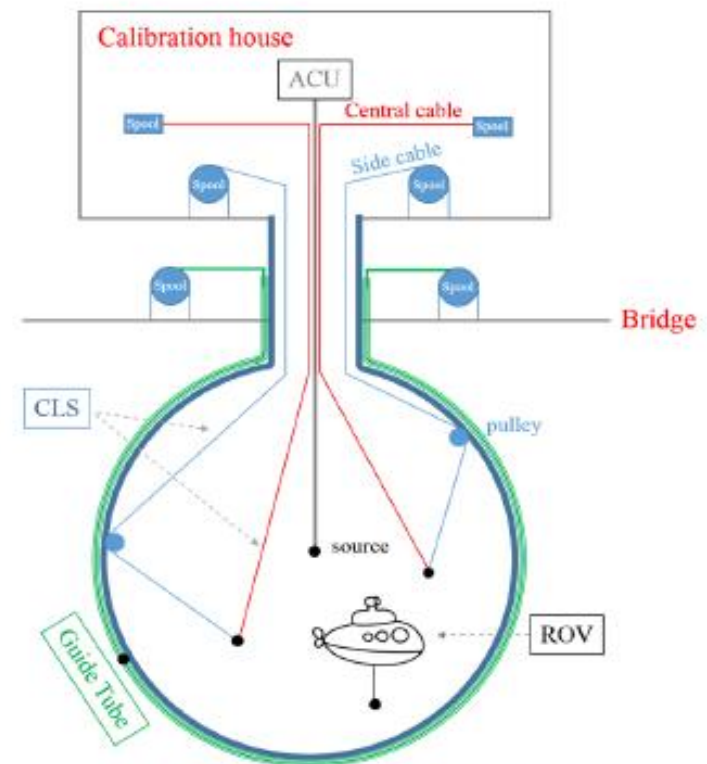 Calibration house
ACU
Central cable
Spool
Spool
Side cable
Spool
Spool
Spool
Spool
Bridge
CLS
pulley
source
ROV
Guide Tube